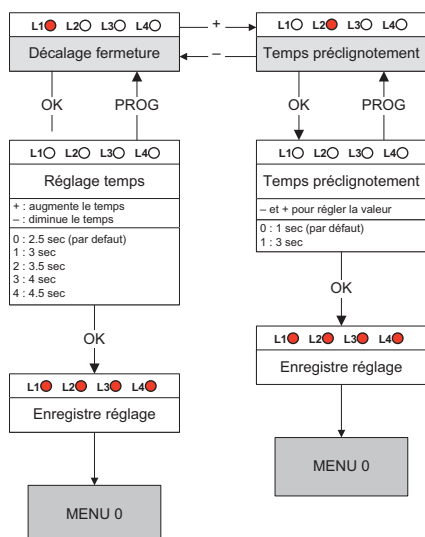 L1 L2 L3 L4
Décalage fermeture
+
–
L1 L2 L3 L4
Temps préclignotement
OK
PROG
OK
PROG
L1 L2 L3 L4
Réglage temps
+ : augmente le temps
– : diminue le temps
0 : 2.5 sec (par defaut)
1 : 3 sec
2 : 3.5 sec
3 : 4 sec
4 : 4.5 sec
OK
L1 L2 L3 L4
Enregistre réglage
MENU 0
L1 L2 L3 L4
Temps préclignotement
– et + pour régler la valeur
0 : 1 sec (par défaut)
1 : 3 sec
OK
L1 L2 L3 L4
Enregistre réglage
MENU 0